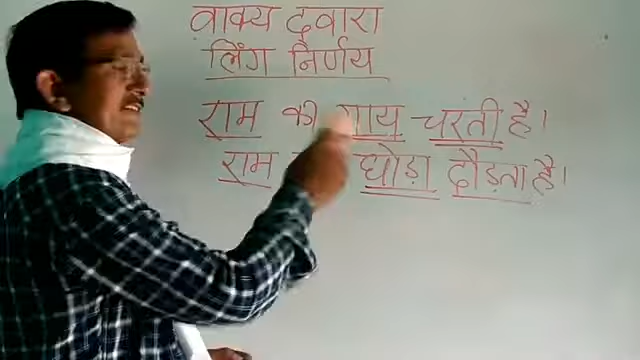 वाक्य द्वारा
लिंग निर्णय
राम की गाय चरती है।
राम घोड़ा दौड़ता है।